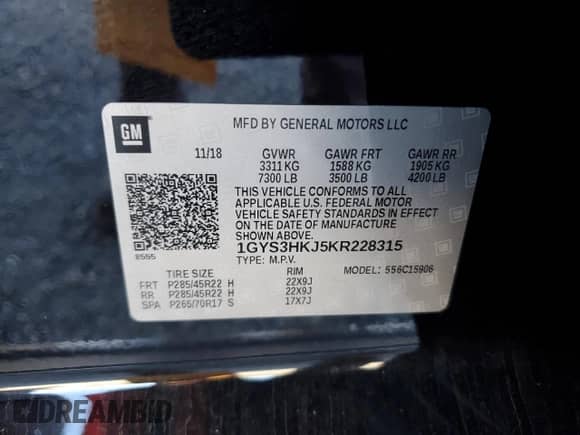 GM
MFD BY GENERAL MOTORS LLC
11/18 GVWR GAWR FRT GAWR RR
3311 KG 1588 KG 1905 KG
7300 LB 3500 LB 4200 LB
THIS VEHICLE CONFORMS TO ALL
APPLICABLE U.S. FEDERAL MOTOR
VEHICLE SAFETY STANDARDS IN EFFECT
ON THE DATE OF MANUFACTURE
SHOWN ABOVE.
1GYS3HKJ5KR228315
TYPE: M.P.V. MODEL: 556C15906
TIRE SIZE RIM
FRT P285/45R22 H 22X9J
RR P285/45R22 H 22X9J
SPA P265/70R17 S 17X7J
DREAMBID